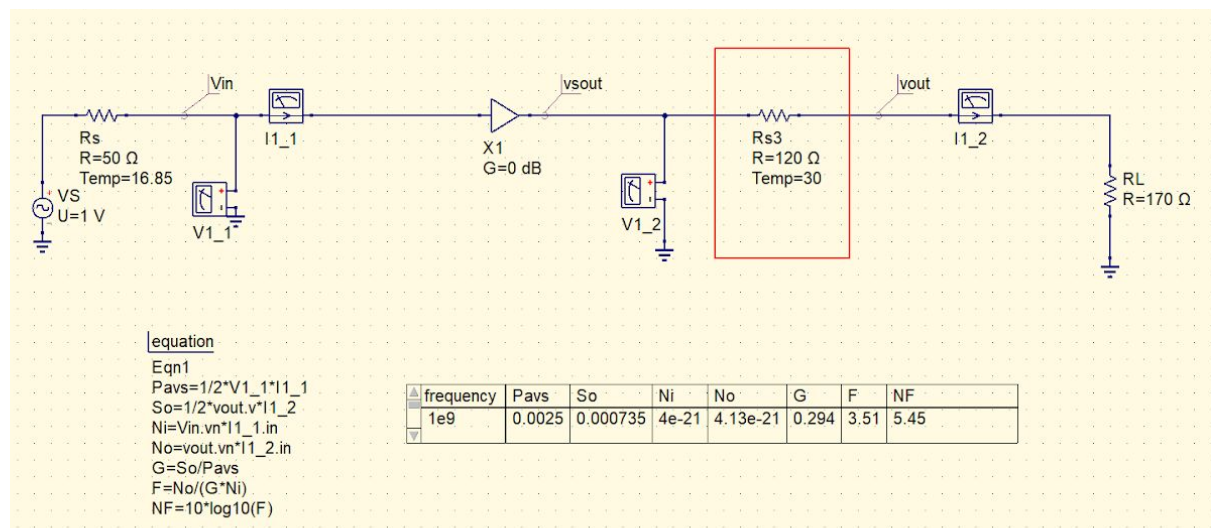 Vin
vsout
vout
Rs
R=50 Ω
Temp=16.85
I1_1
X1
G=0 dB
Rs3
R=120 Ω
Temp=30
I1_2
VS
U=1 V
V1_1
V1_2
RL
R=170 Ω
equation
Eqn1
Pavs=1/2*V1_1*I1_1
So=1/2*vout.v*I1_2
Ni=Vin.vn*I1_1.in
No=vout.vn*I1_2.in
G=So/Pavs
F=No/(G*Ni)
NF=10*log10(F)
frequency Pavs So Ni No G F NF
1e9 0.0025 0.000735 4e-21 4.13e-21 0.294 3.51 5.45